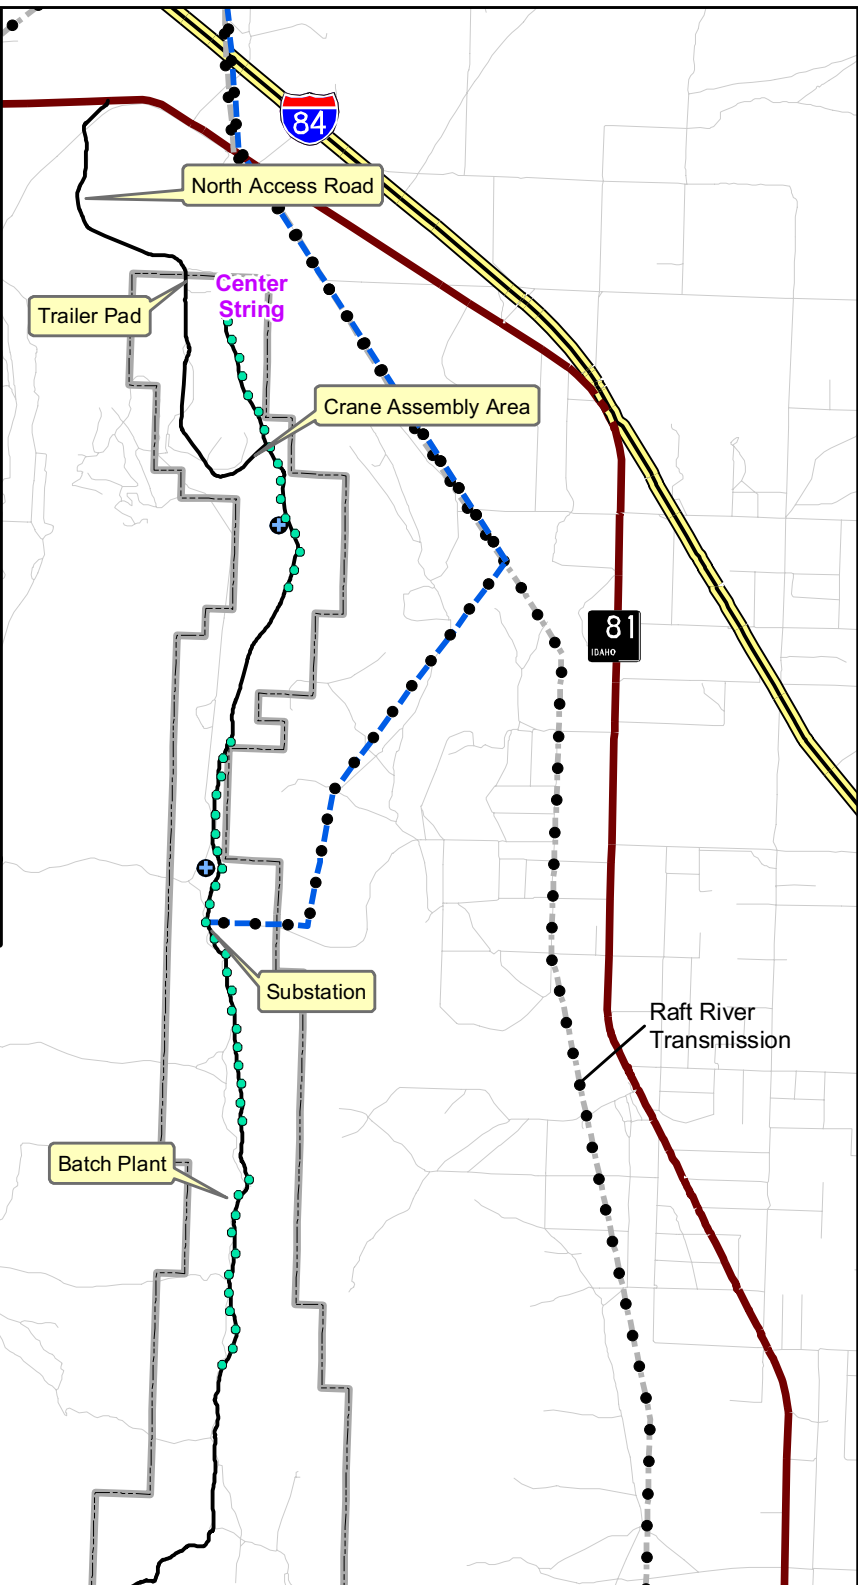 84
North Access Road
Center
String
Trailer Pad
Crane Assembly Area
81
IDAHO
Substation
Raft River
Transmission
Batch Plant